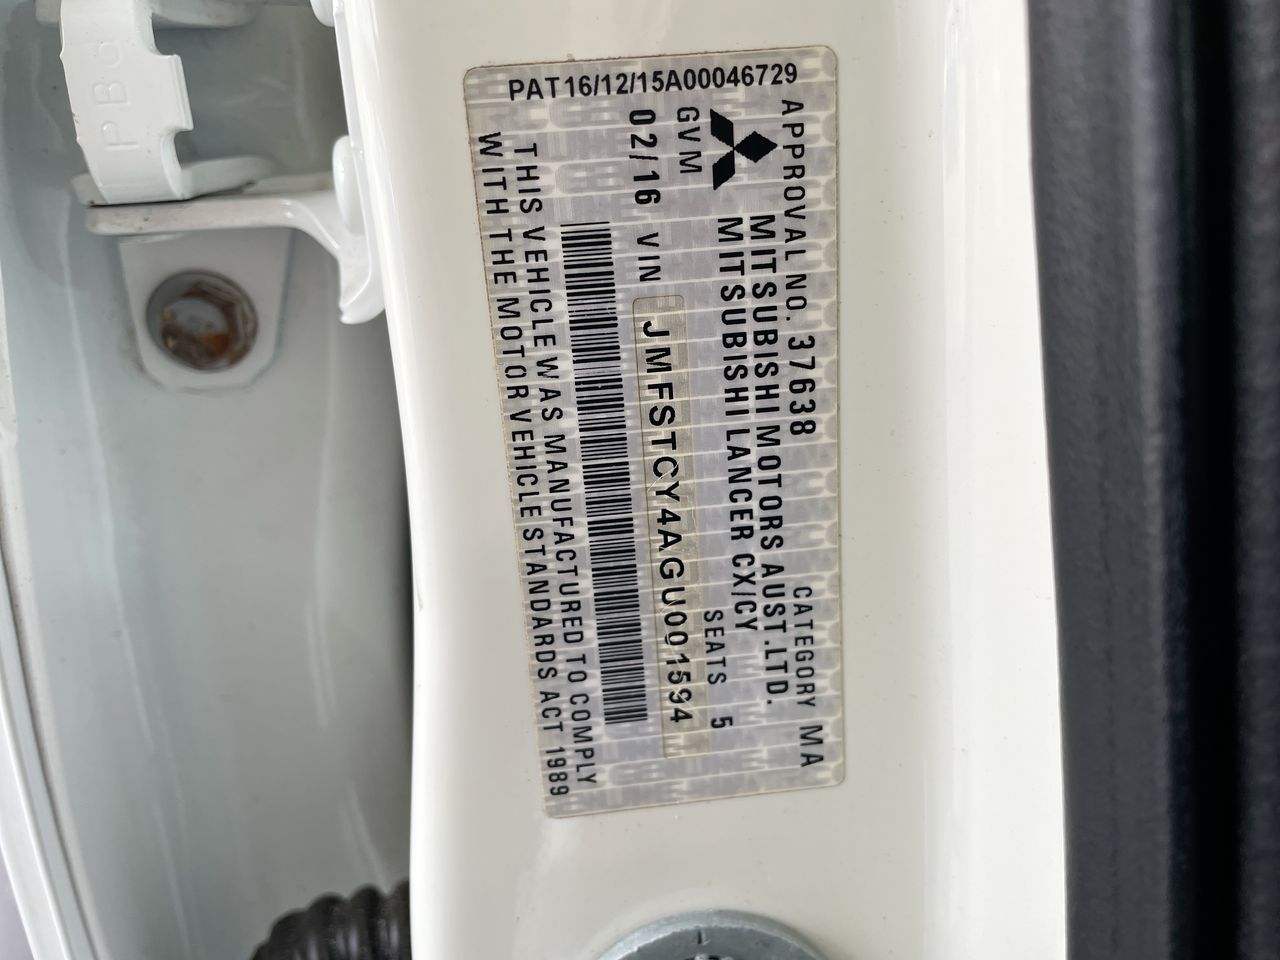 PAT16/12/15A00046729
APPROVAL NO. 37638 CATEGORY MA
MITSUBISHI MOTORS AUST.LTD.
MITSUBISHI LANCER CX/CY
GVM SEATS 5
02/16 VIN JMFSTCY4AGU001594
THIS VEHICLE WAS MANUFACTURED TO COMPLY
WITH THE MOTOR VEHICLE STANDARDS ACT 1989